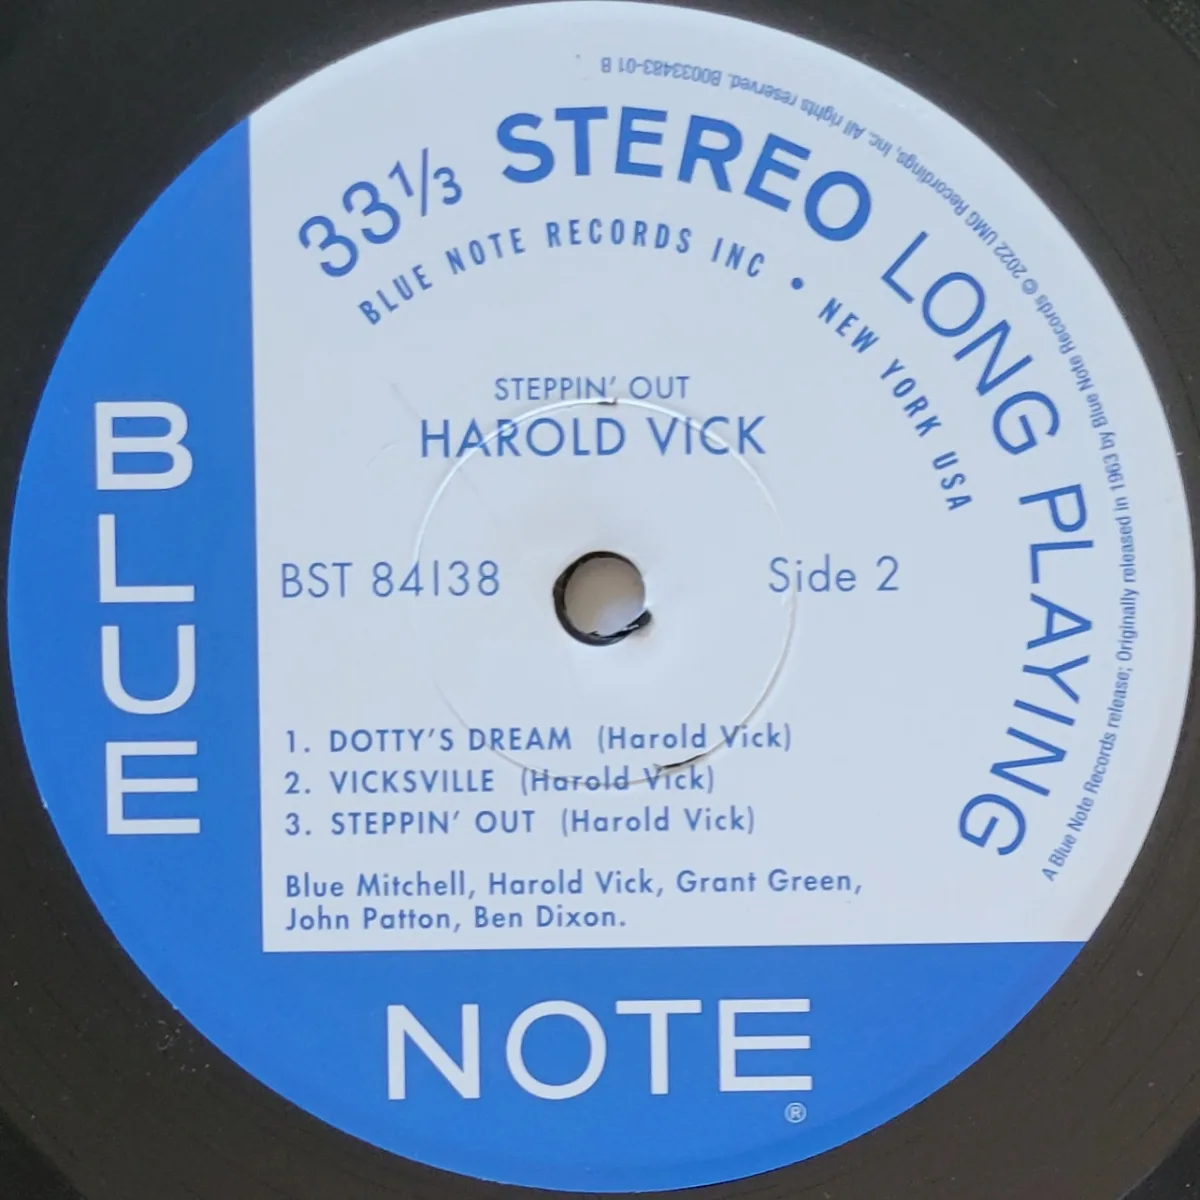 33 1/3 STEREO LONG PLAYING
BLUE NOTE RECORDS INC • NEW YORK USA
STEPPIN' OUT
HAROLD VICK
BST 84138
Side 2
1. DOTTY'S DREAM (Harold Vick)
2. VICKSVILLE (Harold Vick)
3. STEPPIN' OUT (Harold Vick)
Blue Mitchell, Harold Vick, Grant Green,
John Patton, Ben Dixon.
BLUE
NOTE
®
A Blue Note Records release; Originally released in 1963 by Blue Note Records © 2022 UMG Recordings, Inc. All rights reserved. B0033483-01 B